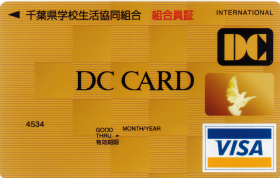 千葉県学校生活協同組合 組合員証 INTERNATIONAL
DC
DC CARD
4534
GOOD THRU MONTH/YEAR
有効期限
VISA